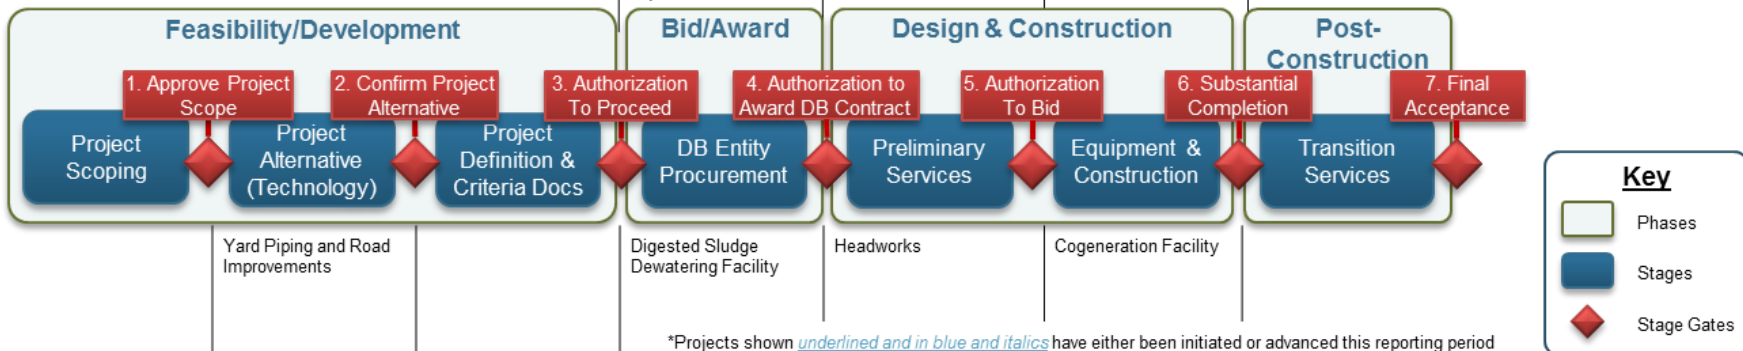 Feasibility/Development
Bid/Award
Design & Construction
Post-
Construction
1. Approve Project
Scope
2. Confirm Project
Alternative
3. Authorization
To Proceed
4. Authorization to
Award DB Contract
5. Authorization
To Bid
6. Substantial
Completion
7. Final
Acceptance
Project
Scoping
Project
Alternative
(Technology)
Project
Definition &
Criteria Docs
DB Entity
Procurement
Preliminary
Services
Equipment &
Construction
Transition
Services
Yard Piping and Road
Improvements
Digested Sludge
Dewatering Facility
Headworks
Cogeneration Facility
Key
Phases
Stages
Stage Gates
*Projects shown underlined and in blue and italics have either been initiated or advanced this reporting period